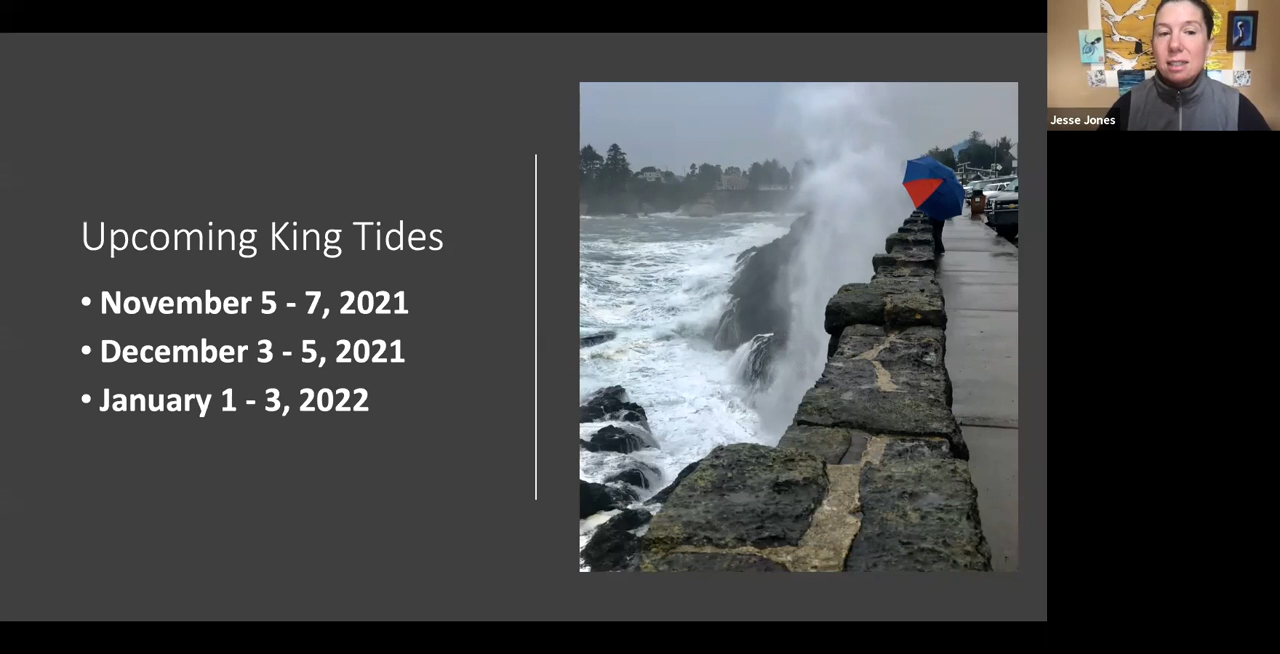 Upcoming King Tides
• November 5 - 7, 2021
• December 3 - 5, 2021
• January 1 - 3, 2022
Jesse Jones